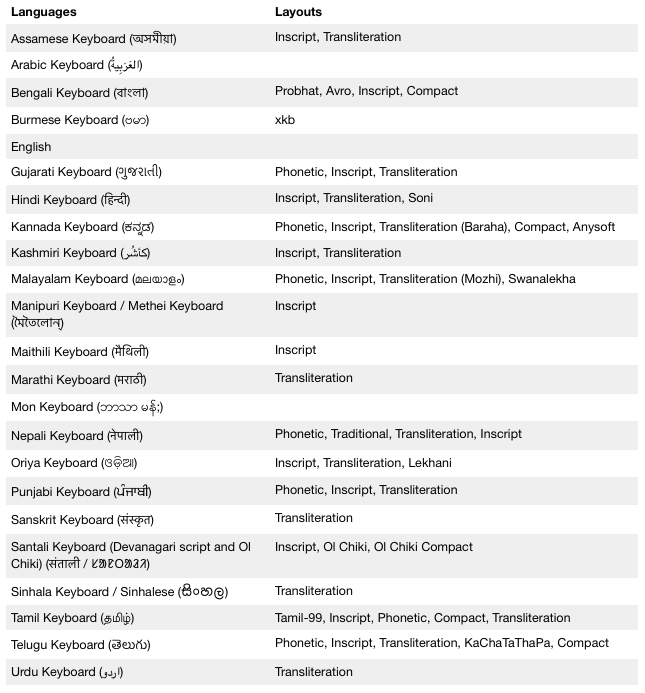 Languages Layouts
Assamese Keyboard (অসমীয়া) Inscript, Transliteration
Arabic Keyboard (العَرَبِيةُ)
Bengali Keyboard (বাংলা) Probhat, Avro, Inscript, Compact
Burmese Keyboard (ဗမာ) xkb
English
Gujarati Keyboard (ગુજરાતી) Phonetic, Inscript, Transliteration
Hindi Keyboard (हिन्दी) Inscript, Transliteration, Soni
Kannada Keyboard (ಕನ್ನಡ) Phonetic, Inscript, Transliteration (Baraha), Compact, Anysoft
Kashmiri Keyboard (کأشُر) Inscript, Transliteration
Malayalam Keyboard (മലയാളം) Phonetic, Inscript, Transliteration (Mozhi), Swanalekha
Manipuri Keyboard / Methei Keyboard Inscript
(মৈতৈলোন্)
Maithili Keyboard (मैथिली) Inscript
Marathi Keyboard (मराठी) Transliteration
Mon Keyboard (ဘာသာ မန်;)
Nepali Keyboard (नेपाली) Phonetic, Traditional, Transliteration, Inscript
Oriya Keyboard (ଓଡ଼ିଆ) Inscript, Transliteration, Lekhani
Punjabi Keyboard (ਪੰਜਾਬੀ) Phonetic, Inscript, Transliteration
Sanskrit Keyboard (संस्कृत) Transliteration
Santali Keyboard (Devanagari script and Ol Inscript, Ol Chiki, Ol Chiki Compact
Chiki) (संताली /
Sinhala Keyboard / Sinhalese (සිංහල) Transliteration
Tamil Keyboard (தமிழ்) Tamil-99, Inscript, Phonetic, Compact, Transliteration
Telugu Keyboard (తెలుగు) Phonetic, Inscript, Transliteration, KaChaTaThaPa, Compact
Urdu Keyboard (اردو) Transliteration